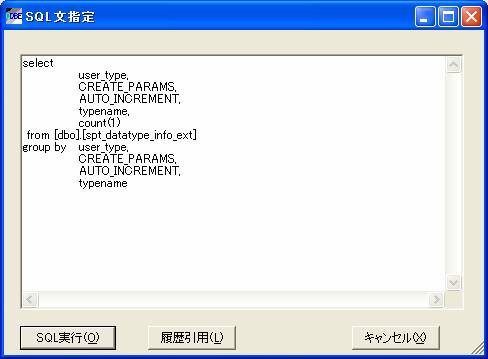 DBE SQL文指定
select
user_type,
CREATE_PARAMS,
AUTO_INCREMENT,
typename,
count(1)
from [dbo].[spt_datatype_info_ext]
group by user_type,
CREATE_PARAMS,
AUTO_INCREMENT,
typename
SQL実行(O) 履歴引用(L) キャンセル(X)